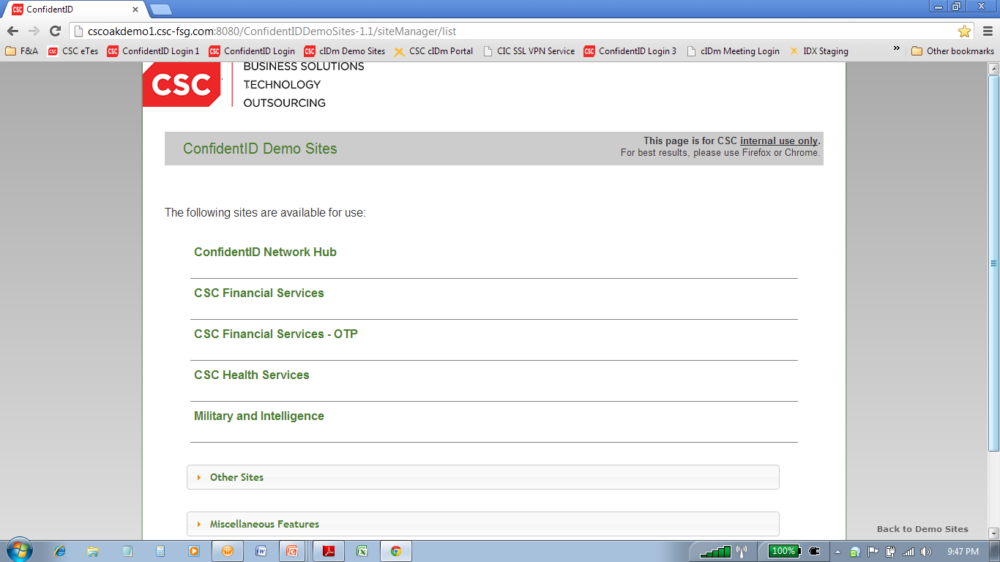 ConfidentID
cscoakdemo1.csc-fsg.com:8080/ConfidentIDDemoSites-1.1/siteManager/list
F&A CSC eTes ConfidentID Login 1 ConfidentID Login cIDm Demo Sites CSC cIDm Portal CIC SSL VPN Service ConfidentID Login 3 cIDm Meeting Login IDX Staging » Other bookmarks
CSC
BUSINESS SOLUTIONS
TECHNOLOGY
OUTSOURCING
ConfidentID Demo Sites
This page is for CSC internal use only.
For best results, please use Firefox or Chrome.
The following sites are available for use:
ConfidentID Network Hub
CSC Financial Services
CSC Financial Services - OTP
CSC Health Services
Military and Intelligence
Other Sites
Miscellaneous Features
Back to Demo Sites
100% 9:47 PM